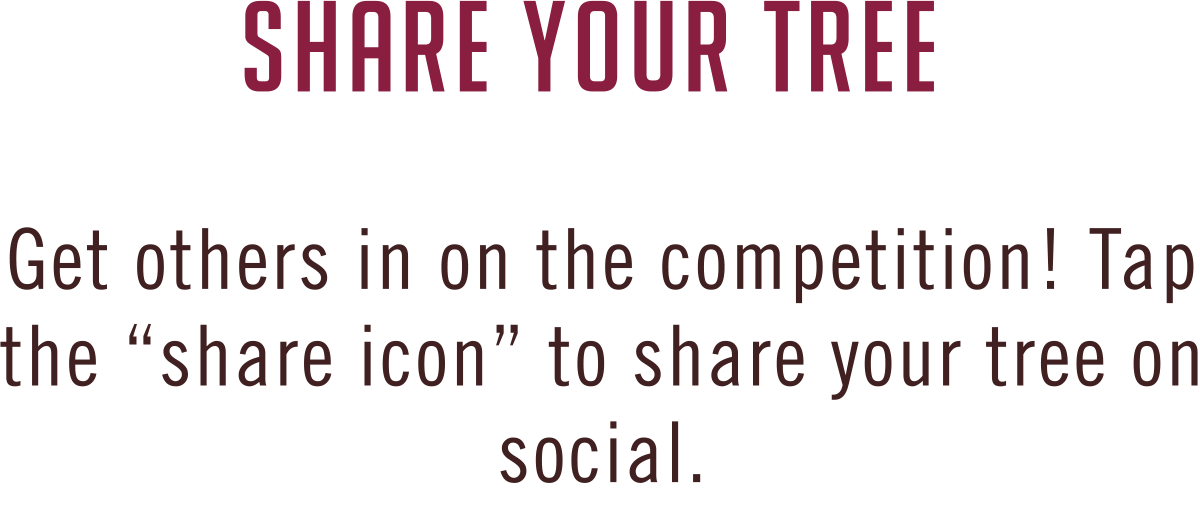 SHARE YOUR TREE
Get others in on the competition! Tap
the “share icon” to share your tree on
social.